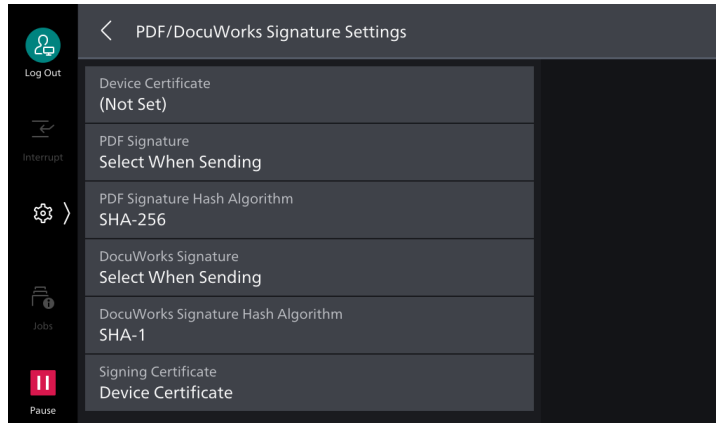 PDF/DocuWorks Signature Settings
Log Out
Device Certificate
(Not Set)
PDF Signature
Select When Sending
Interrupt
PDF Signature Hash Algorithm
SHA-256
DocuWorks Signature
Select When Sending
DocuWorks Signature Hash Algorithm
SHA-1
Jobs
Signing Certificate
Device Certificate
Pause